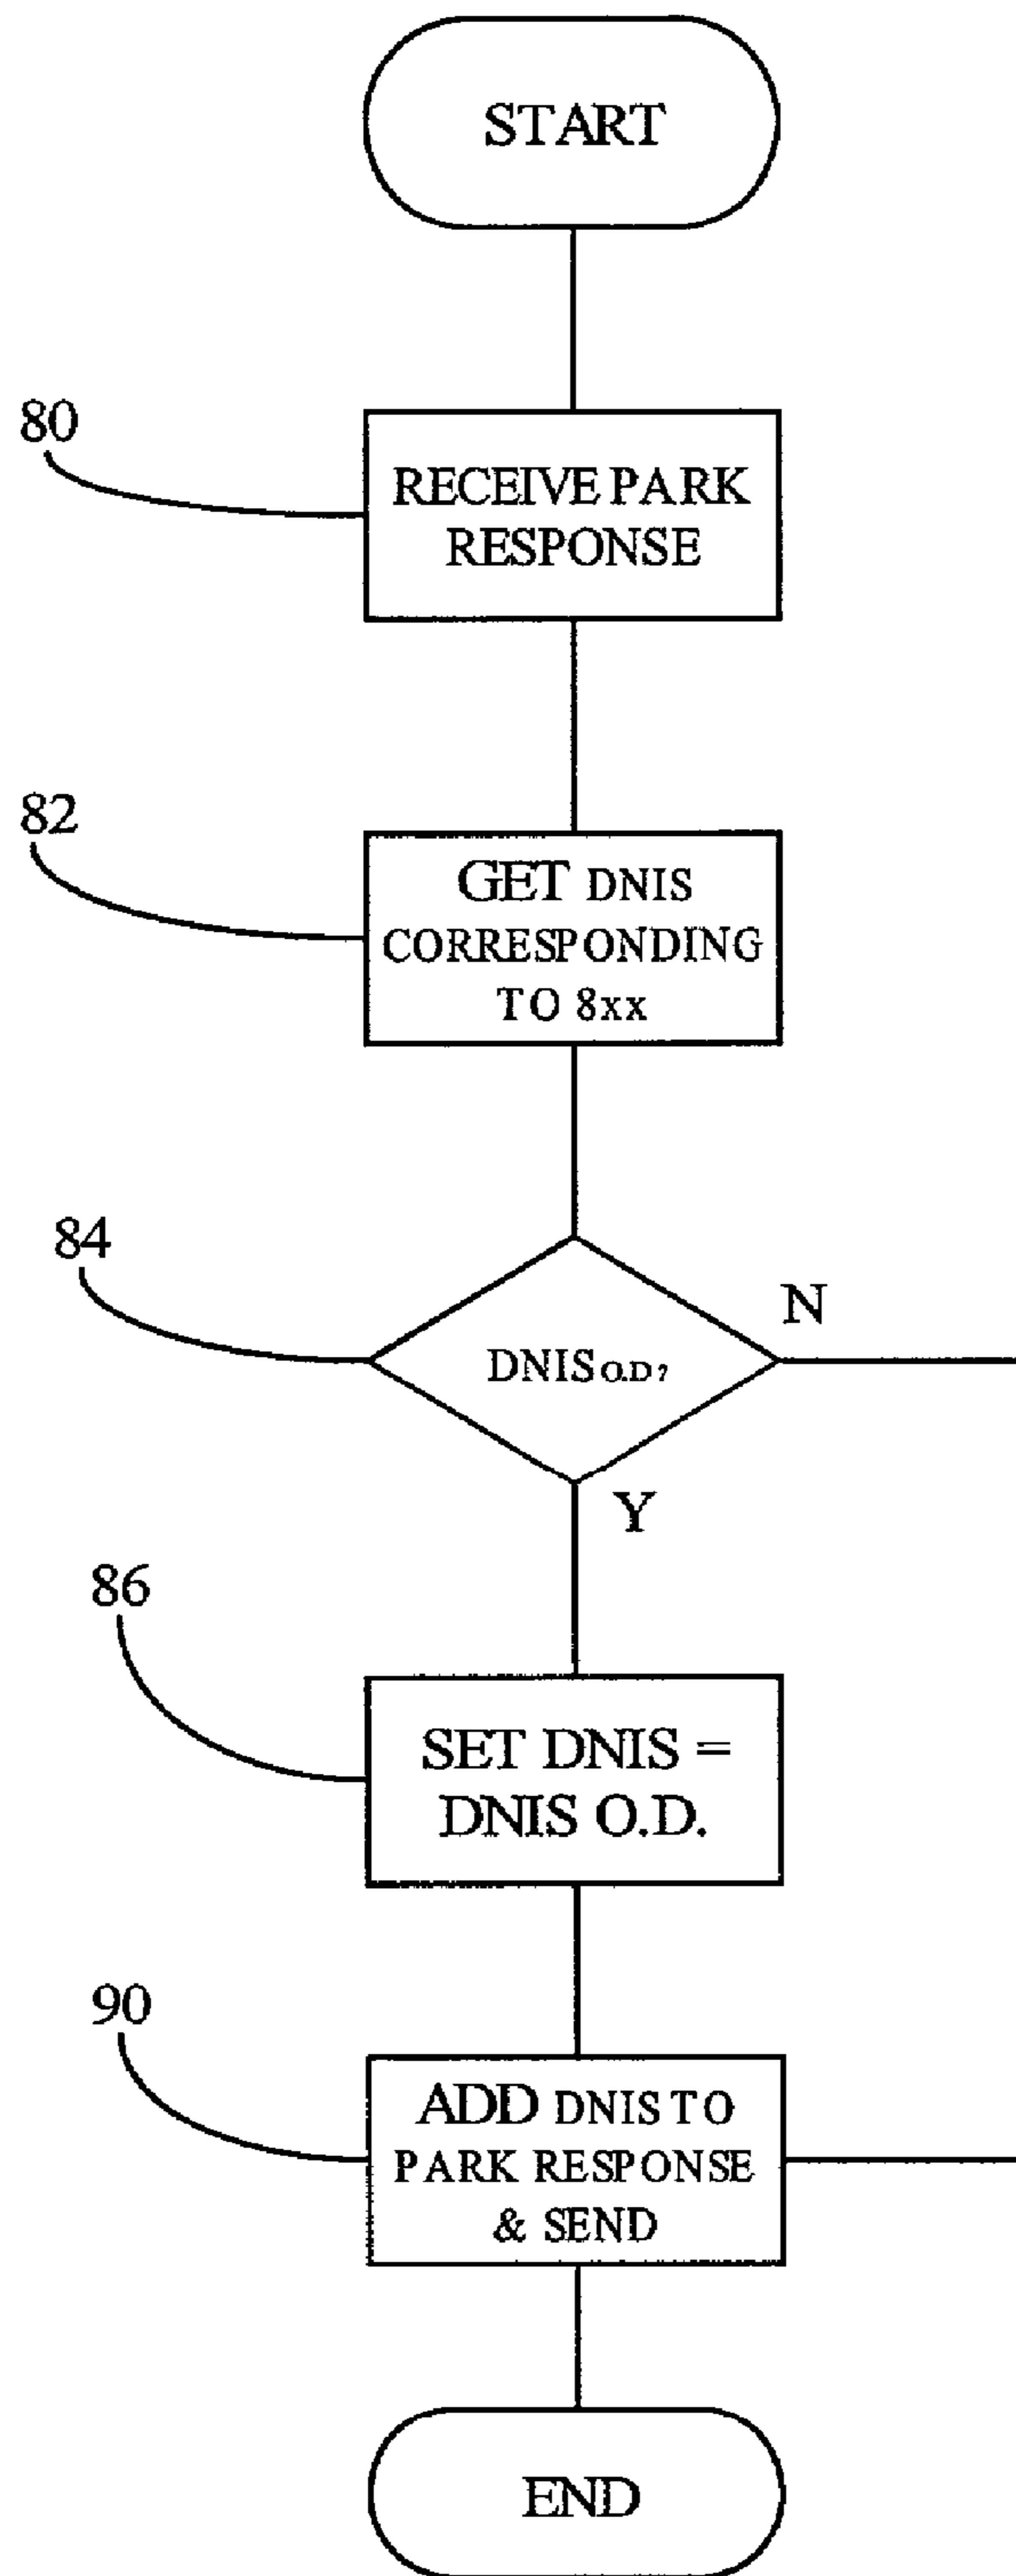 START
80
RECEIVE PARK
RESPONSE
82
GET DNIS
CORRESPONDING
TO 8xx
84
DNIS O.D?
N
Y
86
SET DNIS =
DNIS O.D.
90
ADD DNIS TO
PARK RESPONSE
& SEND
END